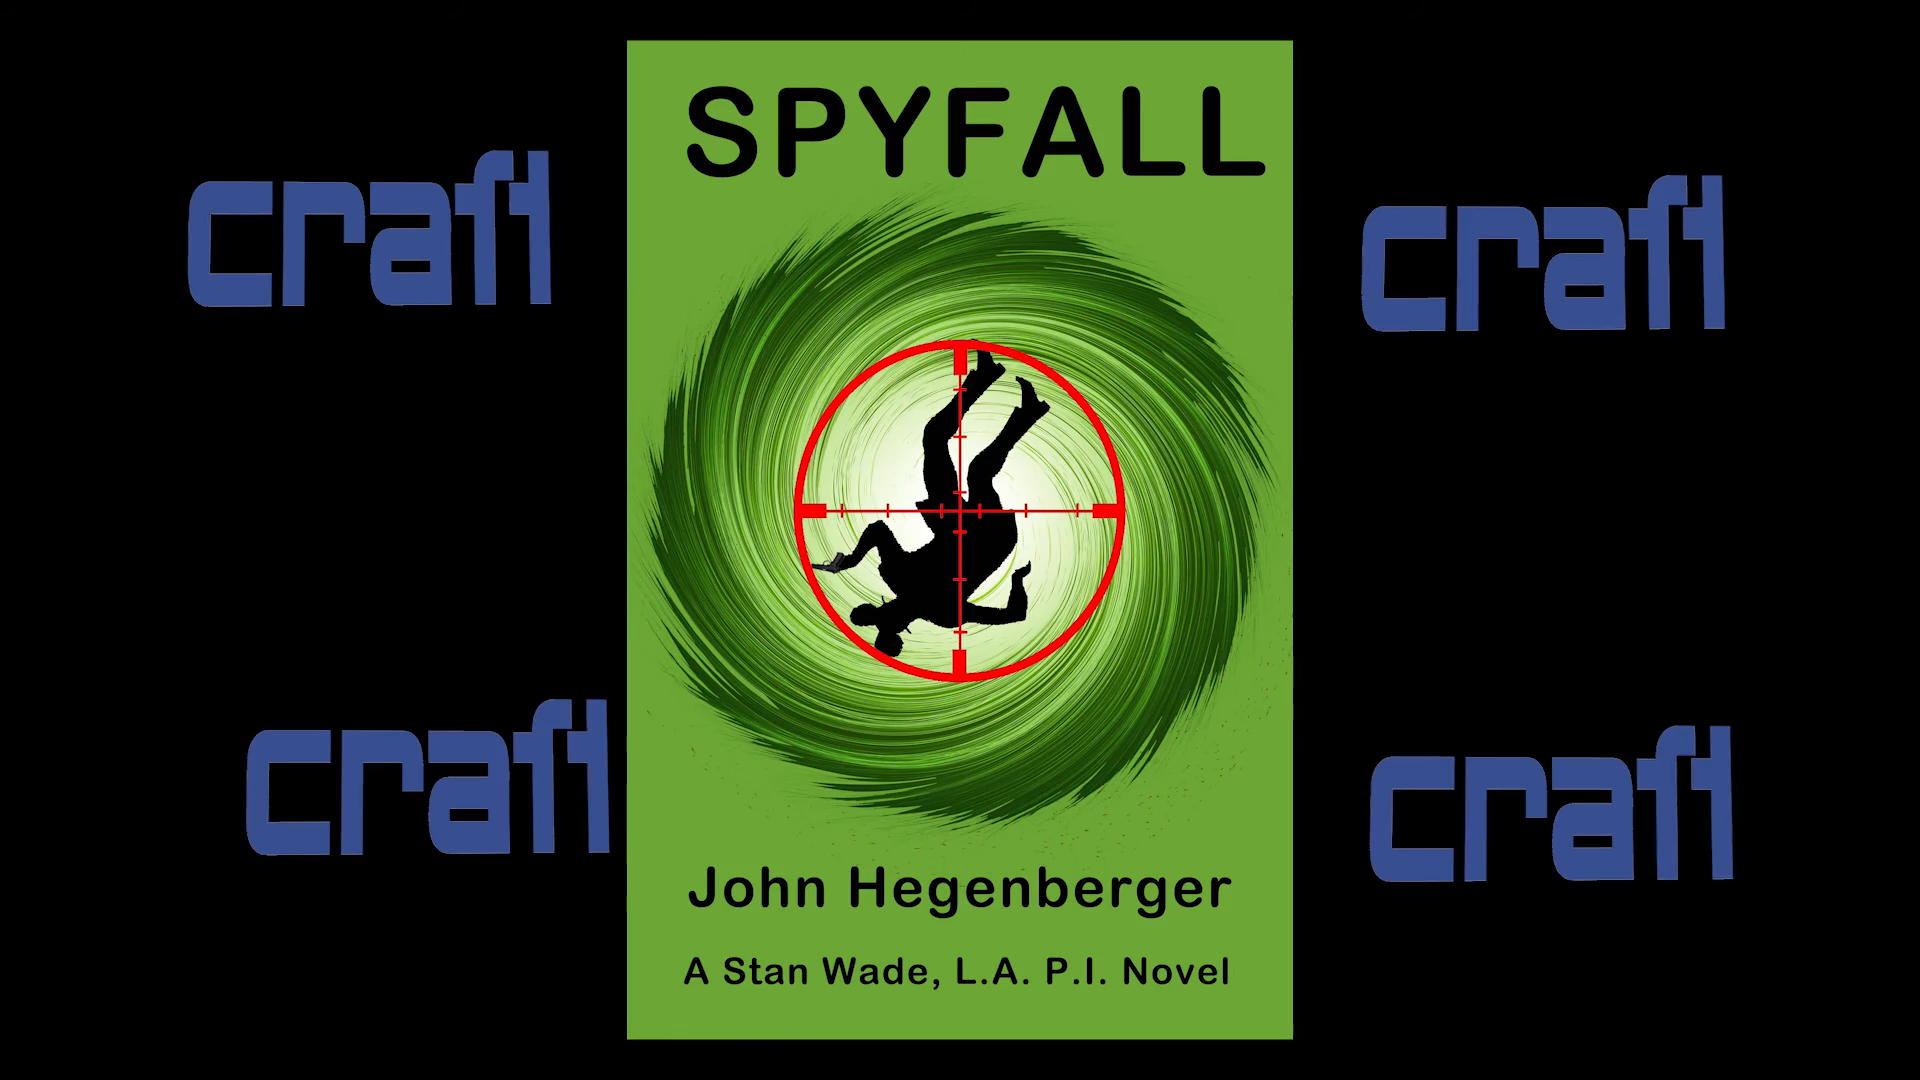 SPYFALL
craft
craft
craft
craft
John Hegenberger
A Stan Wade, L.A. P.I. Novel